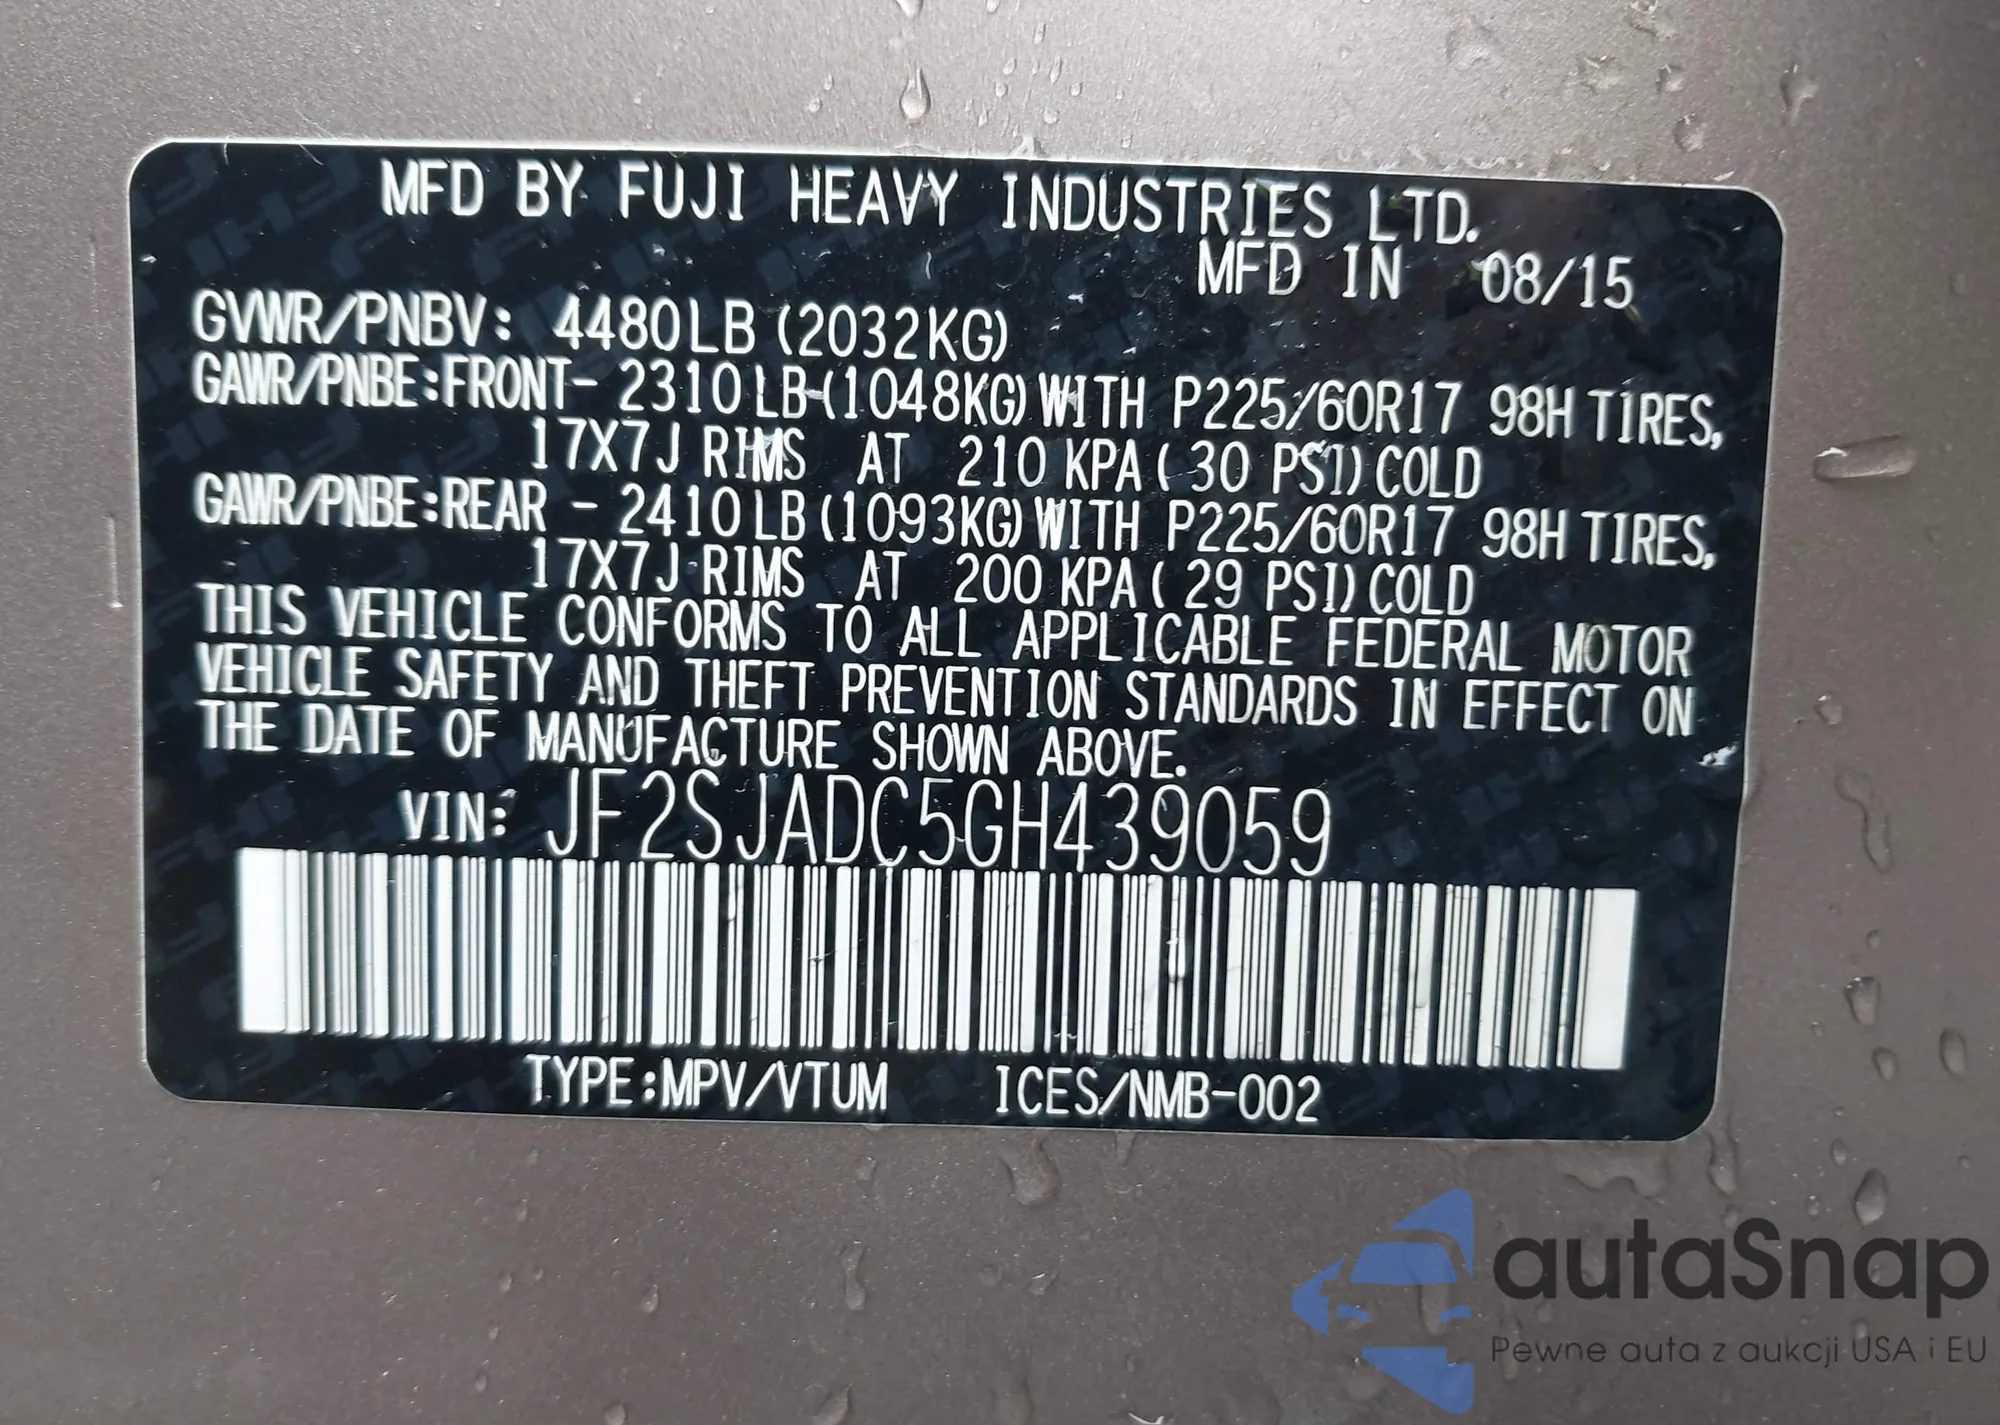 MFD BY FUJI HEAVY INDUSTRIES LTD.
MFD IN 08/15
GVWR/PNBV: 4480LB (2032KG)
GAWR/PNBE:FRONT- 2310LB(1048KG)WITH P225/60R17 98H TIRES,
17X7J RIMS AT 210 KPA( 30 PSI)COLD
GAWR/PNBE:REAR - 2410LB(1093KG)WITH P225/60R17 98H TIRES,
17X7J RIMS AT 200 KPA( 29 PSI)COLD
THIS VEHICLE CONFORMS TO ALL APPLICABLE FEDERAL MOTOR
VEHICLE SAFETY AND THEFT PREVENTION STANDARDS IN EFFECT ON
THE DATE OF MANUFACTURE SHOWN ABOVE.
VIN: JF2SJADC5GH439059
TYPE:MPV/VTUM ICES/NMB-002
autaSnap
Pewne auta z aukcji USA i EU